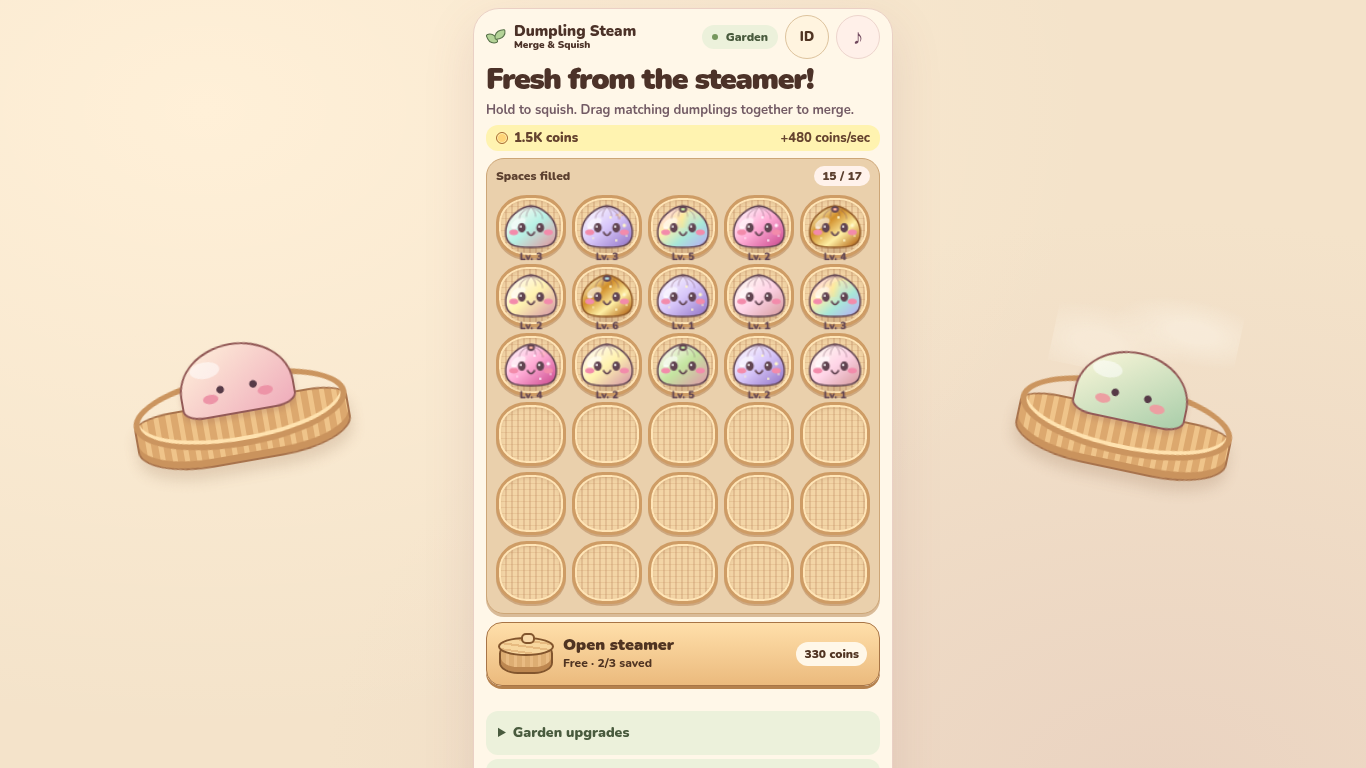 Dumpling Steam
Merge & Squish
Garden
ID
♪
Fresh from the steamer!
Hold to squish. Drag matching dumplings together to merge.
1.5K coins
+480 coins/sec
Spaces filled
15 / 17
Lv. 3
Lv. 3
Lv. 5
Lv. 2
Lv. 4
Lv. 2
Lv. 6
Lv. 1
Lv. 1
Lv. 3
Lv. 4
Lv. 2
Lv. 5
Lv. 2
Lv. 1
Open steamer
Free · 2/3 saved
330 coins
Garden upgrades